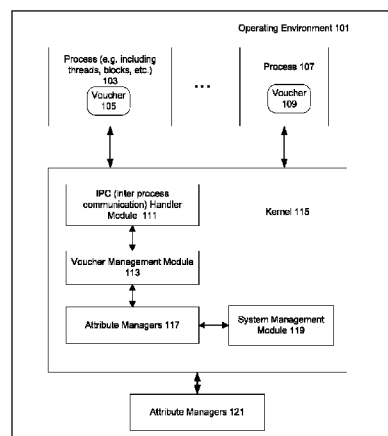 Operating Environment 101
Process (e.g. including
threads, blocks, etc.)
103
Voucher
105
...
Process 107
Voucher
109
IPC (Inter process
communication) Handler
Module 111
Kernel 115
Voucher Management Module
113
Attribute Managers 117
System Management
Module 119
Attribute Managers 121